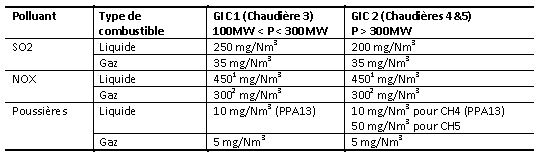 Polluant Type de combustible GIC 1 (Chaudière 3) 100MW < P < 300MW GIC 2 (Chaudières 4 &5) P > 300MW
SO2 Liquide 250 mg/Nm³ 200 mg/Nm³
Gaz 35 mg/Nm³ 35 mg/Nm³
NOX Liquide 450¹ mg/Nm³ 450¹ mg/Nm³
Gaz 300² mg/Nm³ 300² mg/Nm³
Poussières Liquide 10 mg/Nm³ (PPA13) 10 mg/Nm³ pour CH4 (PPA13)
50 mg/Nm³ pour CH5
Gaz 5 mg/Nm³ 5 mg/Nm³